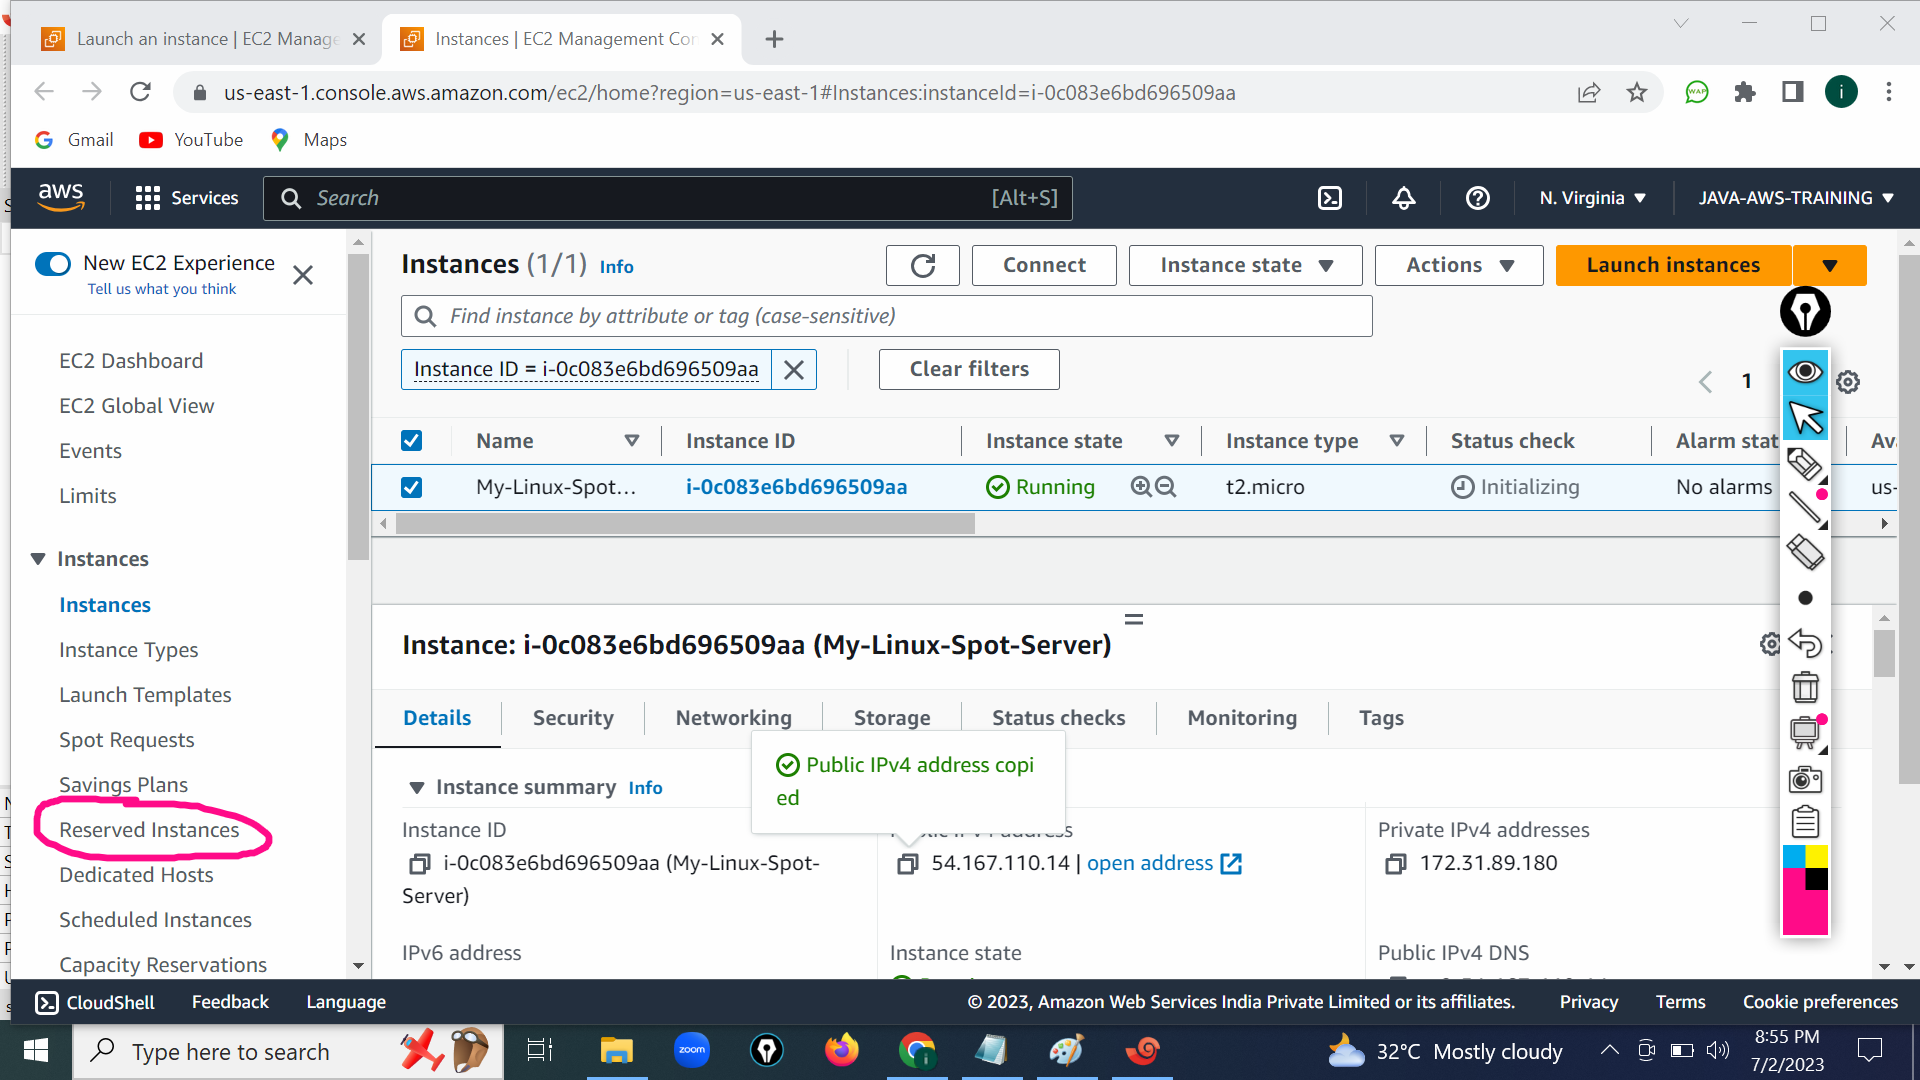 Launch an instance | EC2 Manage
Instances | EC2 Management Cor
us-east-1.console.aws.amazon.com/ec2/home?region=us-east-1#Instances:instanceId=i-0c083e6bd696509aa
WAP
i
Gmail
YouTube
Maps
aws
Services
Search
[Alt+S]
N. Virginia
JAVA-AWS-TRAINING
New EC2 Experience
Tell us what you think
EC2 Dashboard
EC2 Global View
Events
Limits
Instances
Instances
Instance Types
Launch Templates
Spot Requests
Savings Plans
Reserved Instances
Dedicated Hosts
Scheduled Instances
Capacity Reservations
Instances (1/1) Info
Connect
Instance state
Actions
Launch instances
Find instance by attribute or tag (case-sensitive)
Instance ID = i-0c083e6bd696509aa
Clear filters
1
Name
Instance ID
Instance state
Instance type
Status check
Alarm stat
Av
My-Linux-Spot...
i-0c083e6bd696509aa
Running
t2.micro
Initializing
No alarms
us-
Instance: i-0c083e6bd696509aa (My-Linux-Spot-Server)
Details
Security
Networking
Storage
Status checks
Monitoring
Tags
Public IPv4 address copi
ed
Instance summary Info
Instance ID
i-0c083e6bd696509aa (My-Linux-Spot-
Server)
54.167.110.14 | open address
Private IPv4 addresses
172.31.89.180
IPv6 address
Instance state
Public IPv4 DNS
CloudShell
Feedback
Language
© 2023, Amazon Web Services India Private Limited or its affiliates.
Privacy
Terms
Cookie preferences
Type here to search
zoom
32°C Mostly cloudy
8:55 PM
7/2/2023